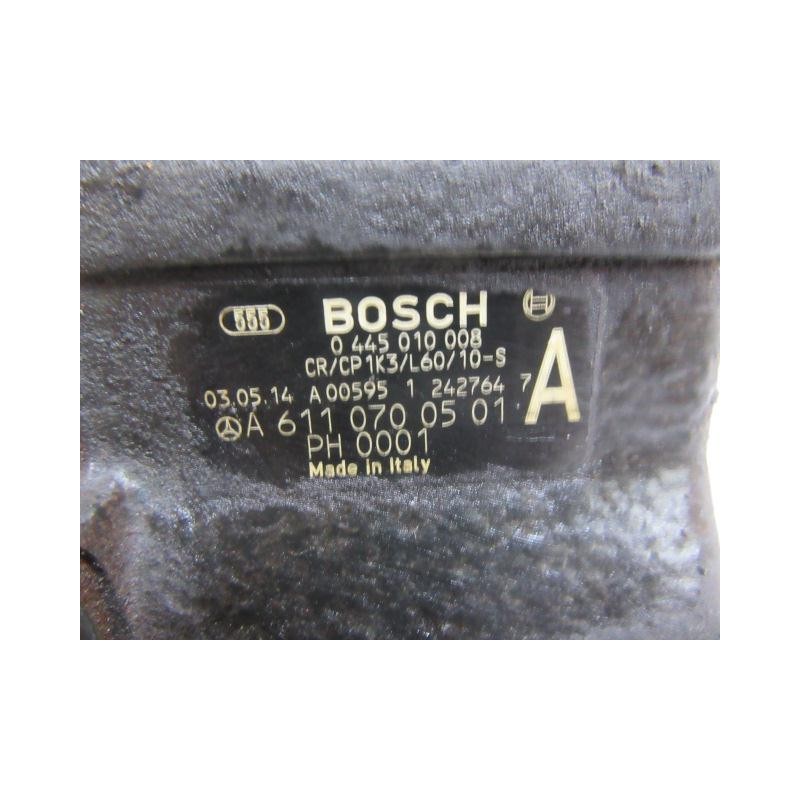 555 BOSCH
0 445 010 008
CR/CP1K3/L60/10-S
03.05.14 A 00595 1 242764 7
A 611 070 05 01 A
PH 0001
Made in Italy